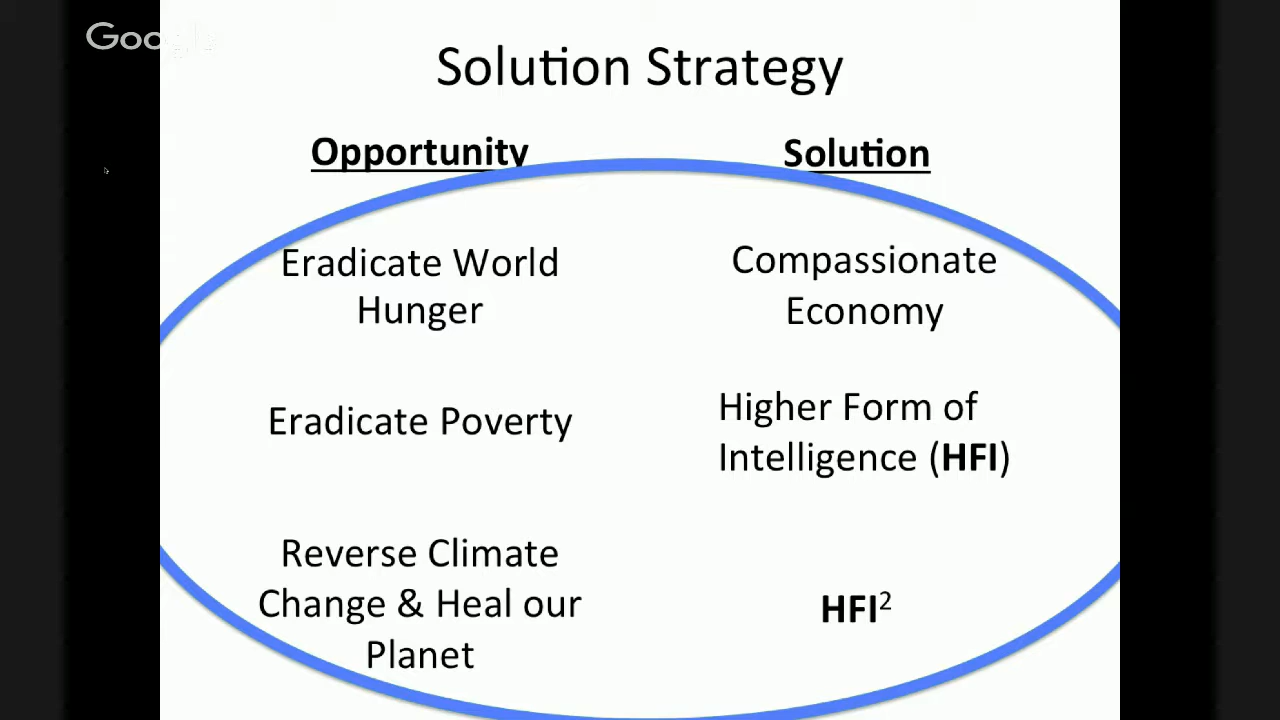 Google
Solution Strategy
Opportunity
Solution
Eradicate World
Hunger
Compassionate
Economy
Eradicate Poverty
Higher Form of
Intelligence (HFI)
Reverse Climate
Change & Heal our
Planet
HFI²